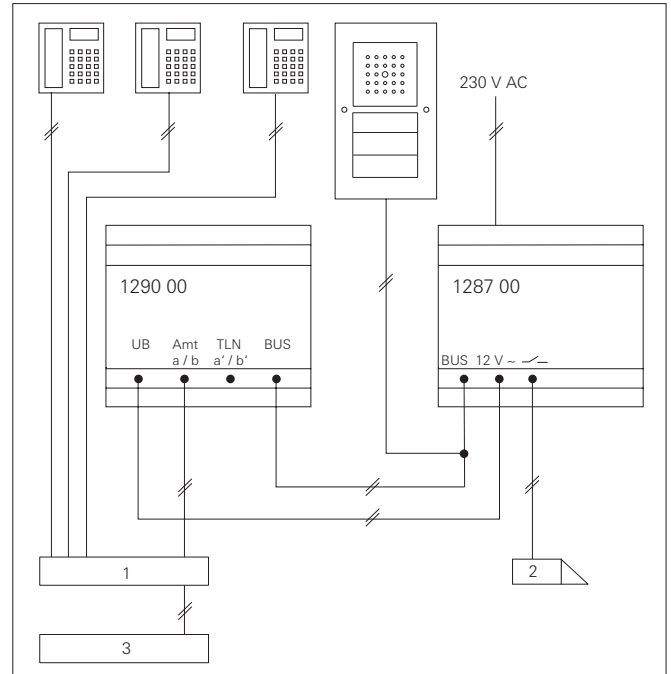 230 V AC
1290 00
1287 00
UB Amt TLN BUS
a / b a‘ / b‘
BUS 12 V ~
1
2
3